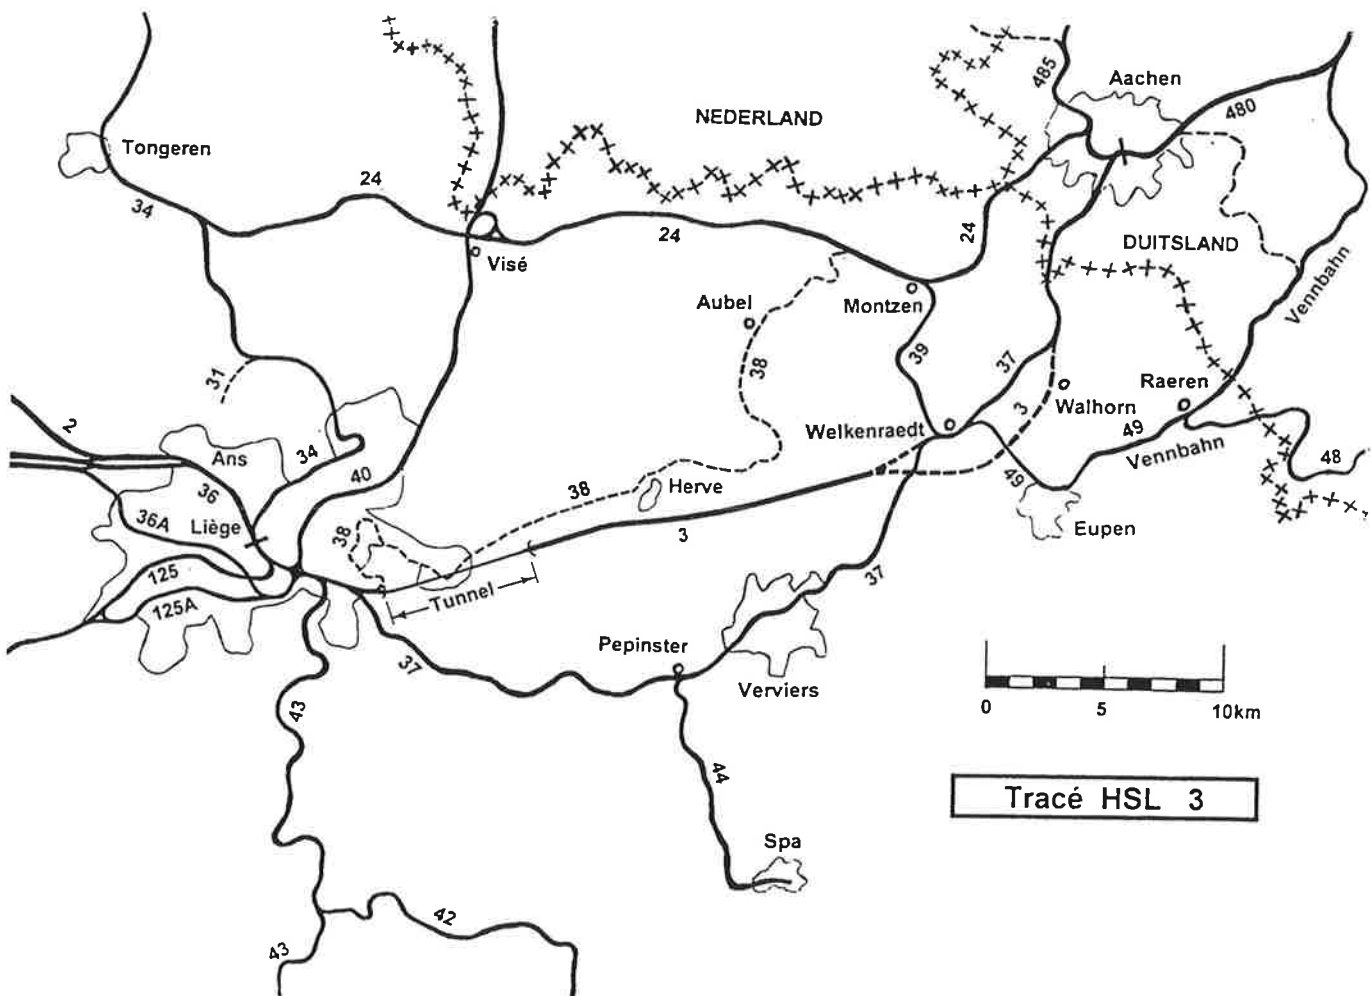 NEDERLAND
485
Aachen
480
Tongeren
24
34
24
24
DUITSLAND
Visé
Vennbahn
Aubel
Montzen
38
39
37
31
Raeren
3
Walhorn
2
Welkenraedt
49
Vennbahn
Ans
34
40
48
36
38
Herve
49
36A
Liège
38
3
Eupen
125
Tunnel
37
125A
Pepinster
37
Verviers
43
0 5 10km
44
Tracé HSL 3
Spa
42
43